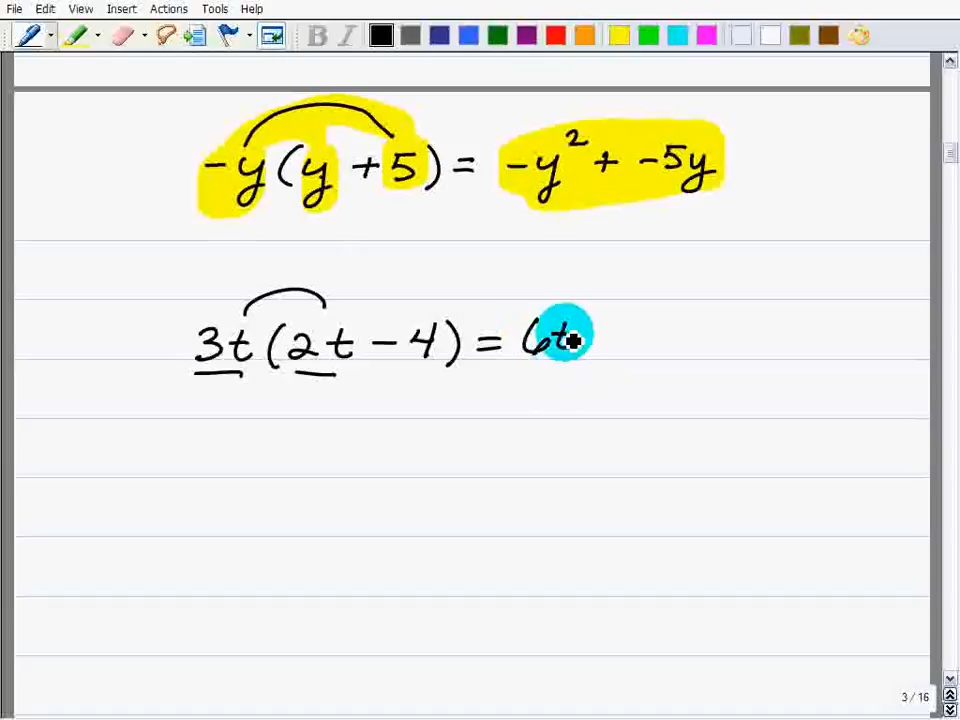 File Edit View Insert Actions Tools Help
B I
-y(y + 5) = -y² + -5y
3t(2t - 4) = 6t
3 / 16